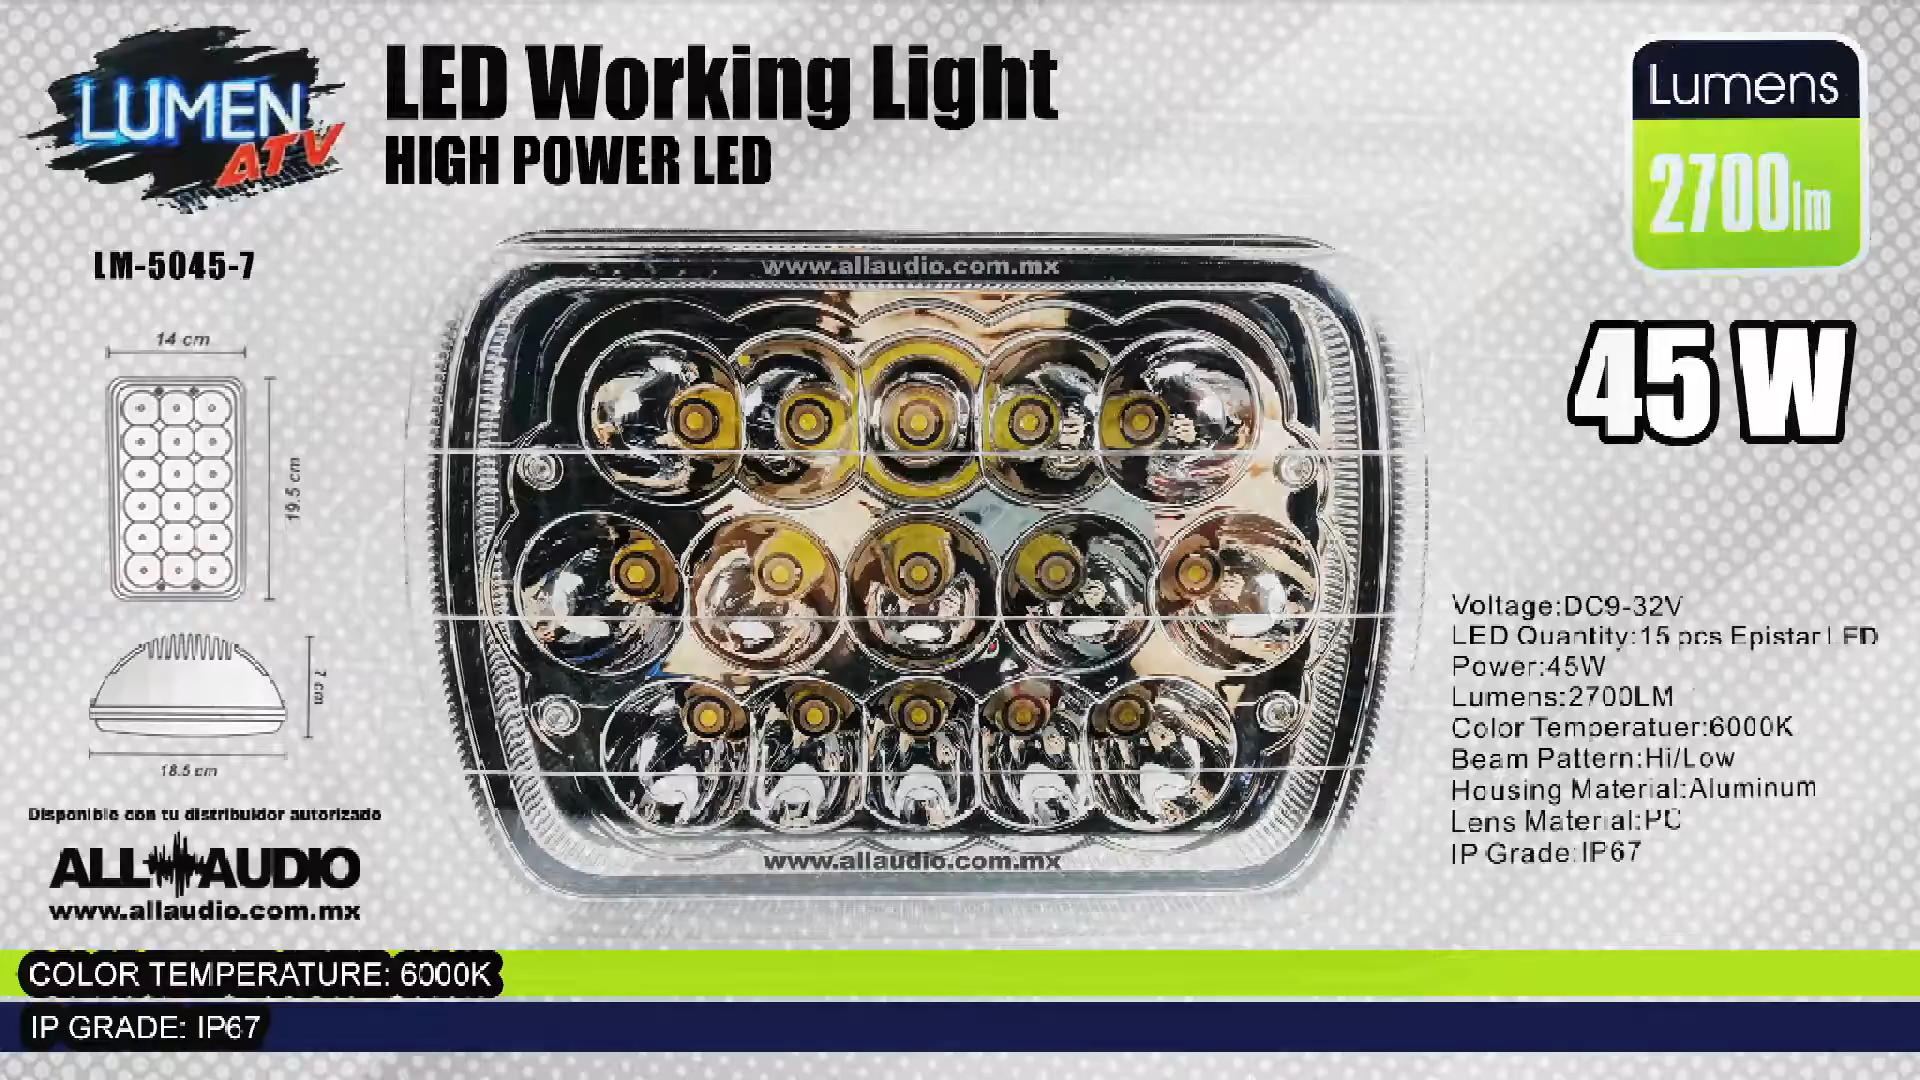 LUMEN
ATV
LED Working Light
HIGH POWER LED
Lumens
2700lm
LM-5045-7
www.allaudio.com.mx
14 cm
19.5 cm
45 W
7 cm
18.5 cm
Voltage:DC9-32V
LED Quantity:15 pcs Epistar LED
Power:45W
Lumens:2700LM
Color Temperatuer:6000K
Beam Pattern:Hi/Low
Housing Material:Aluminum
Lens Material:PC
IP Grade:IP67
Disponible con tu distribuidor autorizado
ALL AUDIO
www.allaudio.com.mx
www.allaudio.com.mx
COLOR TEMPERATURE: 6000K
IP GRADE: IP67